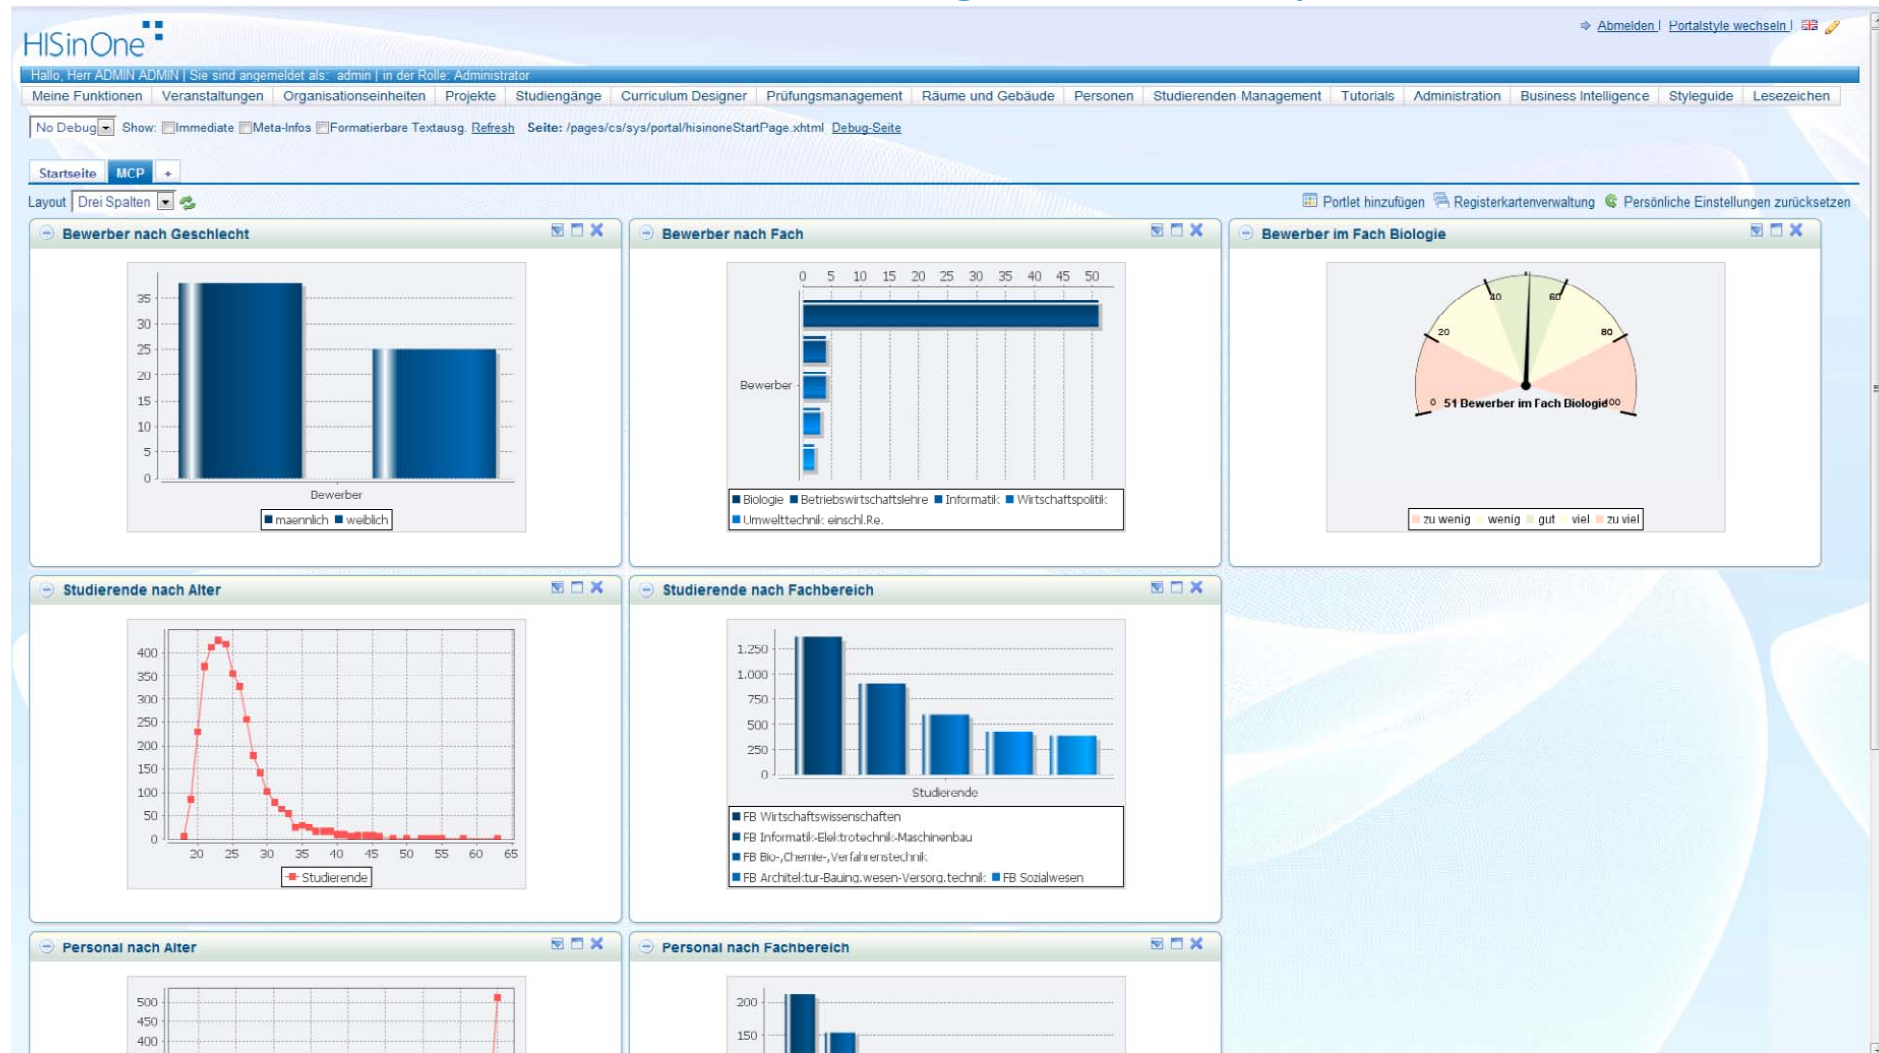 Abmelden | Portalstyle wechseln |
HISinOne
Hallo, Herr ADMIN ADMIN | Sie sind angemeldet als: admin | in der Rolle: Administrator
Meine Funktionen Veranstaltungen Organisationseinheiten Projekte Studiengänge Curriculum Designer Prüfungsmanagement Räume und Gebäude Personen Studierenden-Management Tutorials Administration Business Intelligence Styleguide Lesezeichen
No Debug Show: Immediate Meta-Infos Formatierbare Textausg. Refresh Seite: /pages/cs/sys/portal/hisinoneStartPage.xhtml Debug-Seite
Startseite MCP +
Layout Drei Spalten Portlet hinzufügen Registerkartenverwaltung Persönliche Einstellungen zurücksetzen
Bewerber nach Geschlecht
35
30
25
20
15
10
5
0
Bewerber
maennlich weiblich
Bewerber nach Fach
0 5 10 15 20 25 30 35 40 45 50
Bewerber
Biologie Betriebswirtschaftslehre Informatik Wirtschaftspolitik
Umwelttechnik einschl.Re.
Bewerber im Fach Biologie
40 60
20 80
0 51 Bewerber im Fach Biologie 100
zu wenig wenig gut viel zu viel
Studierende nach Alter
400
350
300
250
200
150
100
50
0
20 25 30 35 40 45 50 55 60 65
Studierende
Studierende nach Fachbereich
1.250
1.000
750
500
250
0
Studierende
FB Wirtschaftswissenschaften
FB Informatik-Elektrotechnik-Maschinenbau
FB Bio-,Chemie-,Verfahrenstechnik
FB Architektur-Bauing.wesen-Versorg.technik FB Sozialwesen
Personal nach Alter
500
450
400
Personal nach Fachbereich
200
150